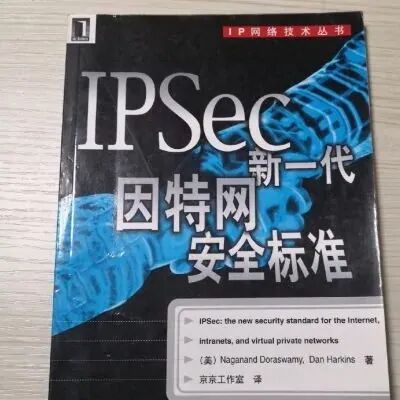 IP网络技术丛书
IPSec
新一代
因特网
安全标准
IPSec: the new security standard for the Internet,
intranets, and virtual private networks
(美) Naganand Doraswamy, Dan Harkins 著
京京工作室 译